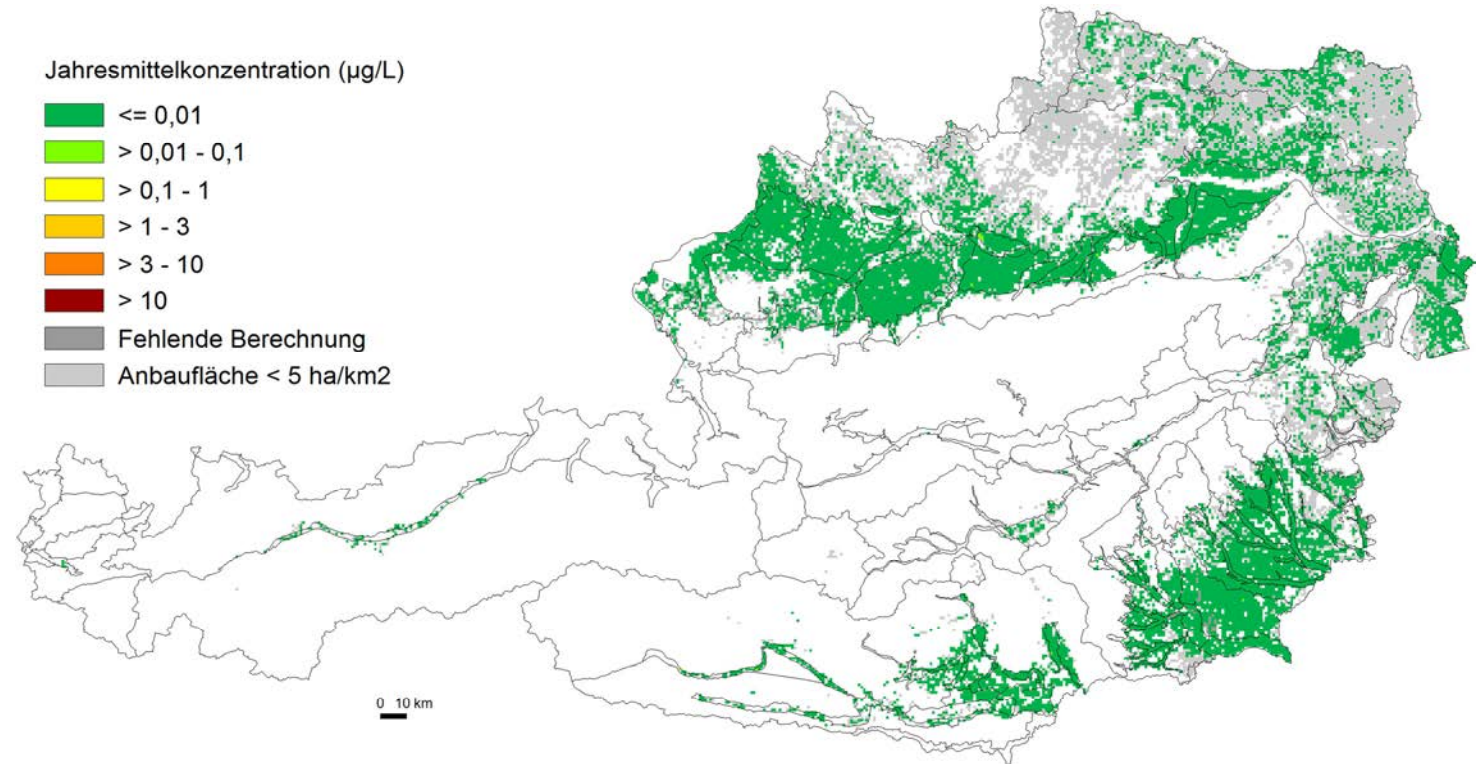 Jahresmittelkonzentration (µg/L)
<= 0,01
> 0,01 - 0,1
> 0,1 - 1
> 1 - 3
> 3 - 10
> 10
Fehlende Berechnung
Anbaufläche < 5 ha/km2
0 10 km